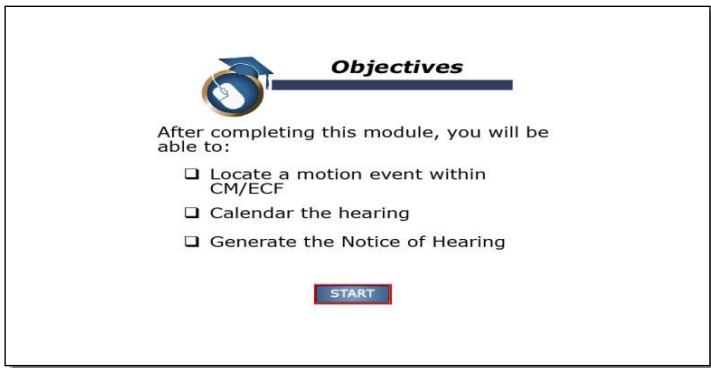 Objectives
After completing this module, you will be
able to:
❑ Locate a motion event within
CM/ECF
❑ Calendar the hearing
❑ Generate the Notice of Hearing
START